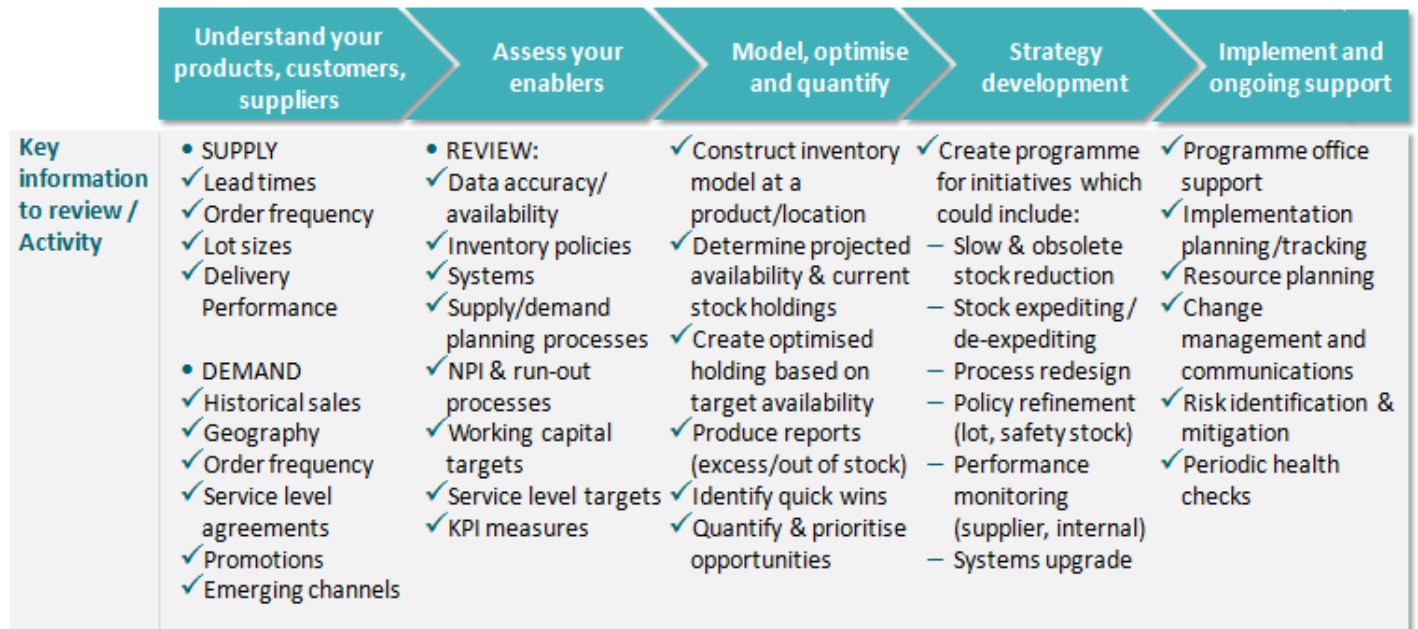 Understand your
products, customers,
suppliers
Assess your
enablers
Model, optimise
and quantify
Strategy
development
Implement and
ongoing support
Key
information
to review /
Activity
• SUPPLY
✓Lead times
✓Order frequency
✓Lot sizes
✓Delivery
Performance
• DEMAND
✓Historical sales
✓Geography
✓Order frequency
✓Service level
agreements
✓Promotions
✓Emerging channels
• REVIEW:
✓Data accuracy/
availability
✓Inventory policies
✓Systems
✓Supply/demand
planning processes
✓NPI & run-out
processes
✓Working capital
targets
✓Service level targets
✓KPI measures
✓Construct inventory
model at a
product/location
✓Determine projected
availability & current
stock holdings
✓Create optimised
holding based on
target availability
✓Produce reports
(excess/out of stock)
✓Identify quick wins
✓Quantify & prioritise
opportunities
✓Create programme
for initiatives which
could include:
– Slow & obsolete
stock reduction
– Stock expediting/
de-expediting
– Process redesign
– Policy refinement
(lot, safety stock)
– Performance
monitoring
(supplier, internal)
– Systems upgrade
✓Programme office
support
✓Implementation
planning/tracking
✓Resource planning
✓Change
management and
communications
✓Risk identification &
mitigation
✓Periodic health
checks